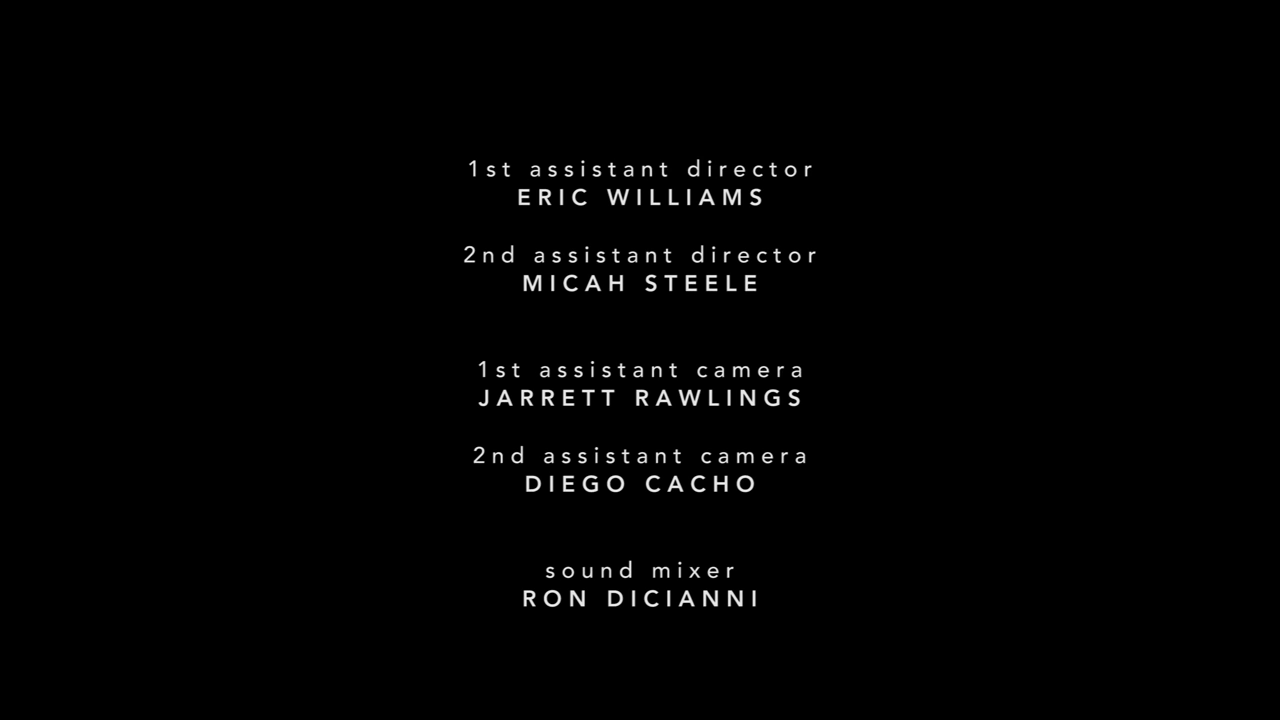 1st assistant director
ERIC WILLIAMS
2nd assistant director
MICAH STEELE
1st assistant camera
JARRETT RAWLINGS
2nd assistant camera
DIEGO CACHO
sound mixer
RON DICIANNI